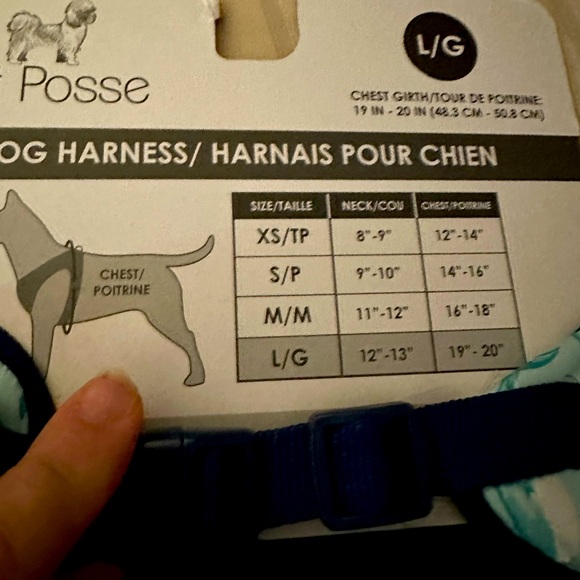 Posse
L/G
CHEST GIRTH/TOUR DE POITRINE:
19 IN - 20 IN (48.3 CM - 50.8 CM)
OG HARNESS/ HARNAIS POUR CHIEN
CHEST/
POITRINE
SIZE/TAILLE NECK/COU CHEST/POITRINE
XS/TP 8"-9" 12"-14"
S/P 9"-10" 14"-16"
M/M 11"-12" 16"-18"
L/G 12"-13" 19"- 20"